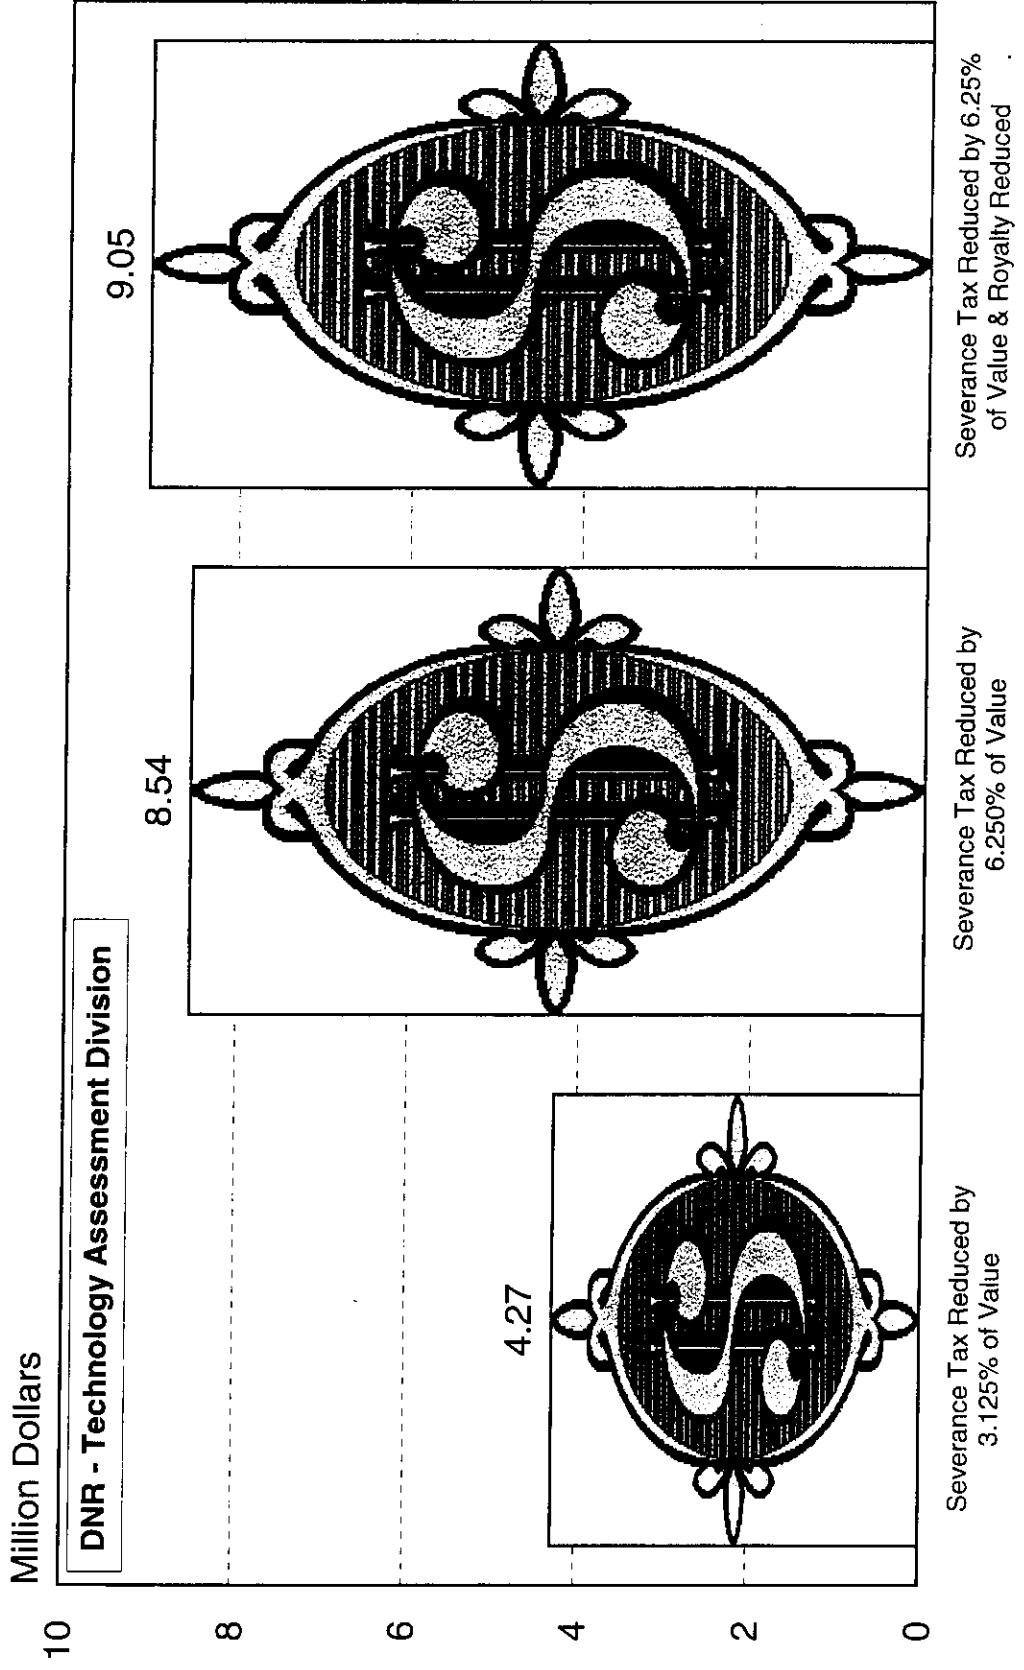 Million Dollars
DNR - Technology Assessment Division
10
8
6
4
2
0
4.27
8.54
9.05
Severance Tax Reduced by
3.125% of Value
Severance Tax Reduced by
6.250% of Value
Severance Tax Reduced by 6.25%
of Value & Royalty Reduced